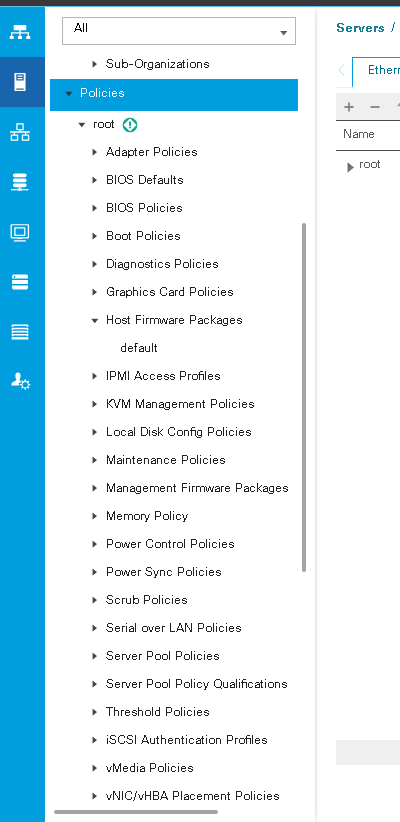 All
Servers /
Sub-Organizations
Policies
Ethern
root
Name
Adapter Policies
root
BIOS Defaults
BIOS Policies
Boot Policies
Diagnostics Policies
Graphics Card Policies
Host Firmware Packages
default
IPMI Access Profiles
KVM Management Policies
Local Disk Config Policies
Maintenance Policies
Management Firmware Packages
Memory Policy
Power Control Policies
Power Sync Policies
Scrub Policies
Serial over LAN Policies
Server Pool Policies
Server Pool Policy Qualifications
Threshold Policies
iSCSI Authentication Profiles
vMedia Policies
vNIC/vHBA Placement Policies